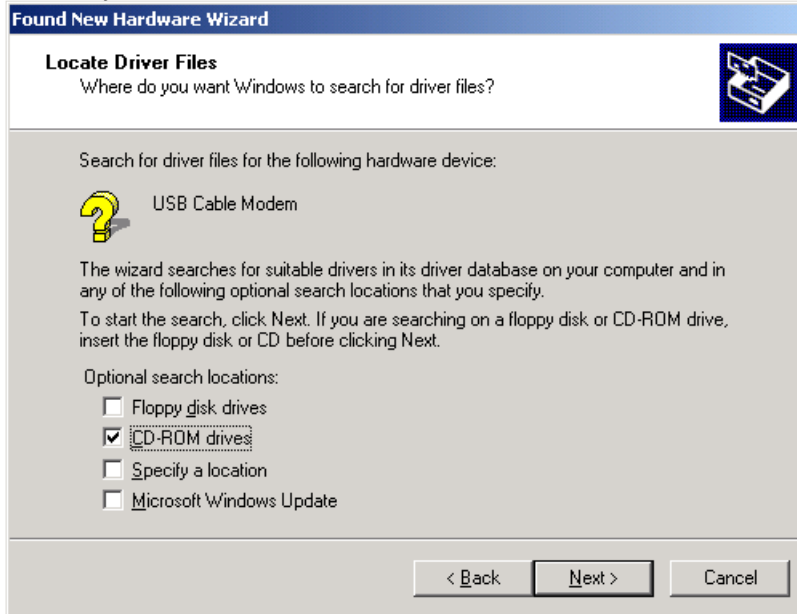 Found New Hardware Wizard
Locate Driver Files
Where do you want Windows to search for driver files?
Search for driver files for the following hardware device:
USB Cable Modem
The wizard searches for suitable drivers in its driver database on your computer and in
any of the following optional search locations that you specify.
To start the search, click Next. If you are searching on a floppy disk or CD-ROM drive,
insert the floppy disk or CD before clicking Next.
Optional search locations:
Floppy disk drives
CD-ROM drives
Specify a location
Microsoft Windows Update
< Back Next > Cancel